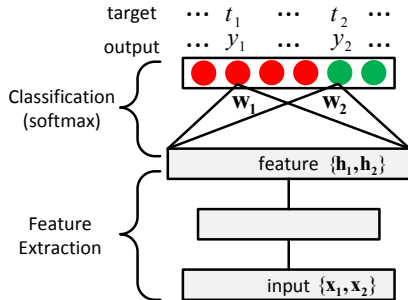 target ... t₁ ... t₂ ...
output ... y₁ ... y₂ ...
Classification
(softmax)
w₁ w₂
feature {h₁,h₂}
Feature
Extraction
input {x₁,x₂}